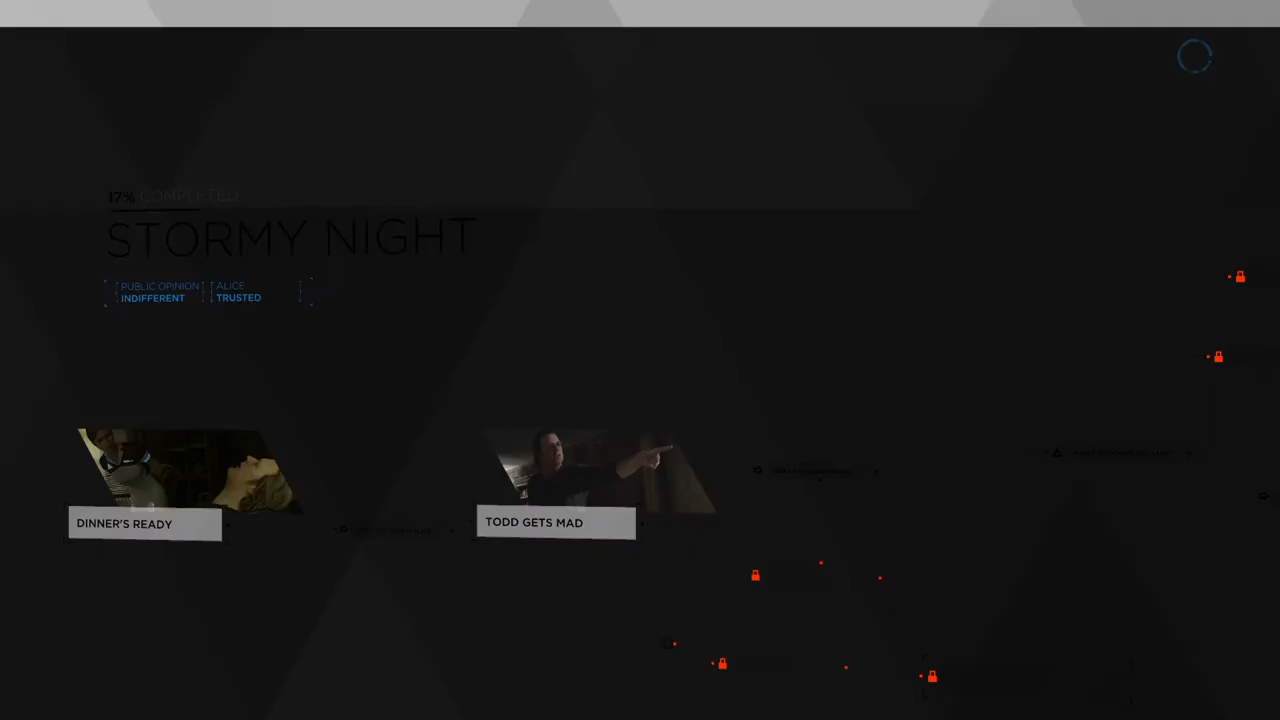 17% COMPLETED
STORMY NIGHT
PUBLIC OPINION
INDIFFERENT
ALICE
TRUSTED
DINNER'S READY
TODD GETS MAD